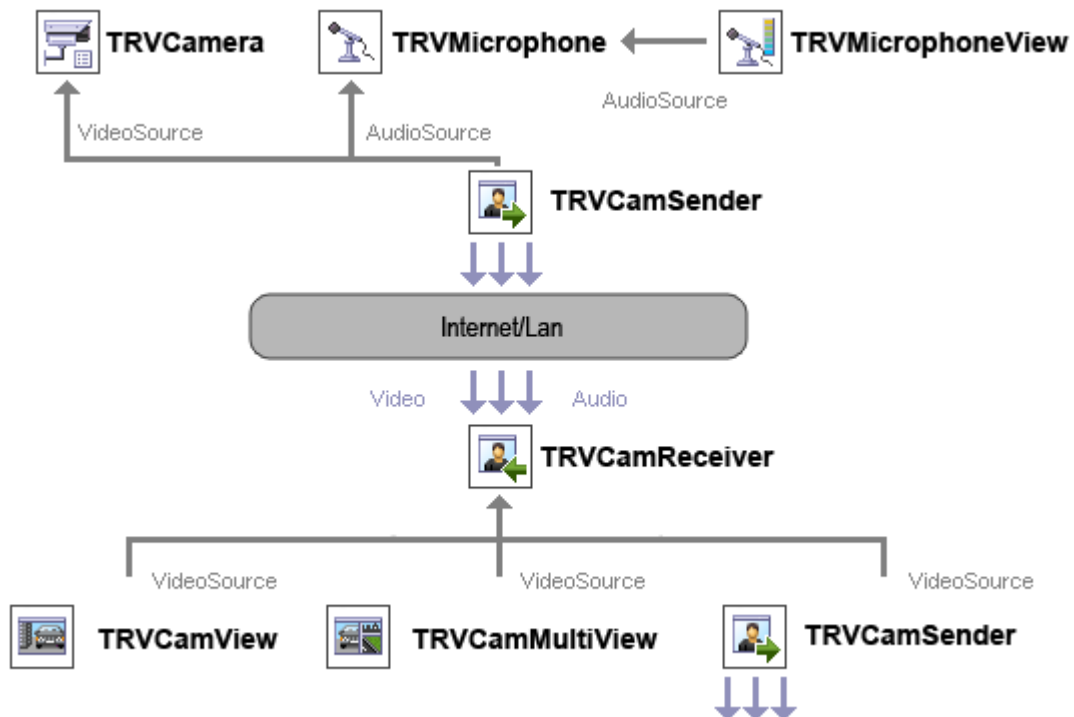 TRVCamera
TRVMicrophone
TRVMicrophoneView
AudioSource
VideoSource
AudioSource
TRVCamSender
Internet/Lan
Video
Audio
TRVCamReceiver
VideoSource
VideoSource
VideoSource
TRVCamView
TRVCamMultiView
TRVCamSender